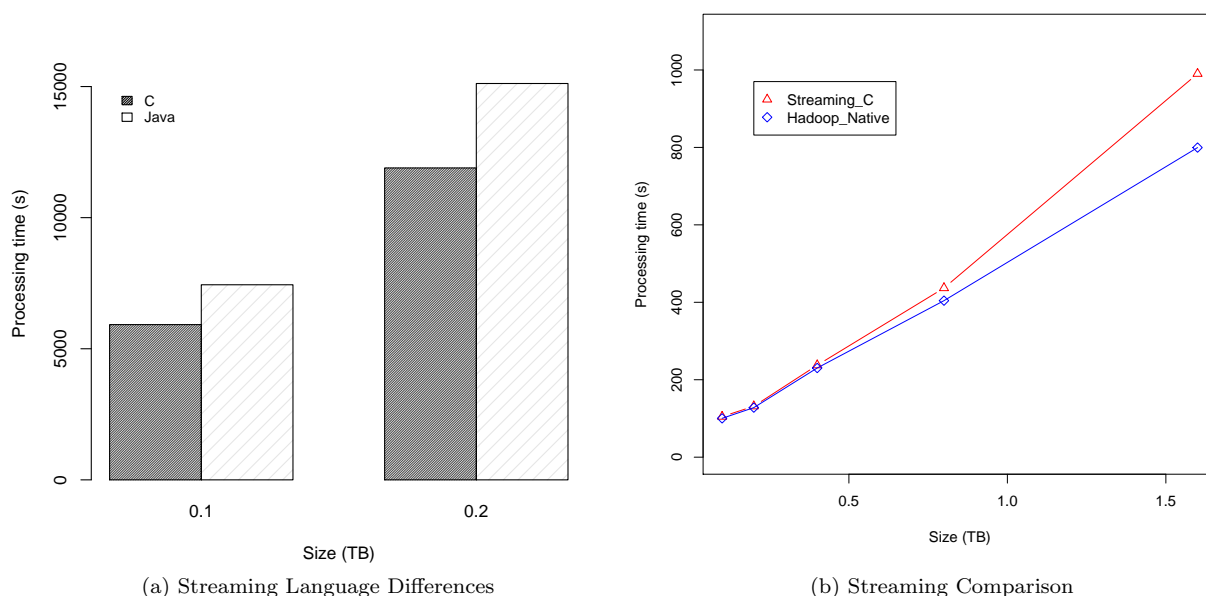 Processing time (s)
15000
10000
5000
0
C
Java
0.1
0.2
Size (TB)
(a) Streaming Language Differences
Processing time (s)
1000
800
600
400
200
0
Streaming_C
Hadoop_Native
0.5
1.0
1.5
Size (TB)
(b) Streaming Comparison